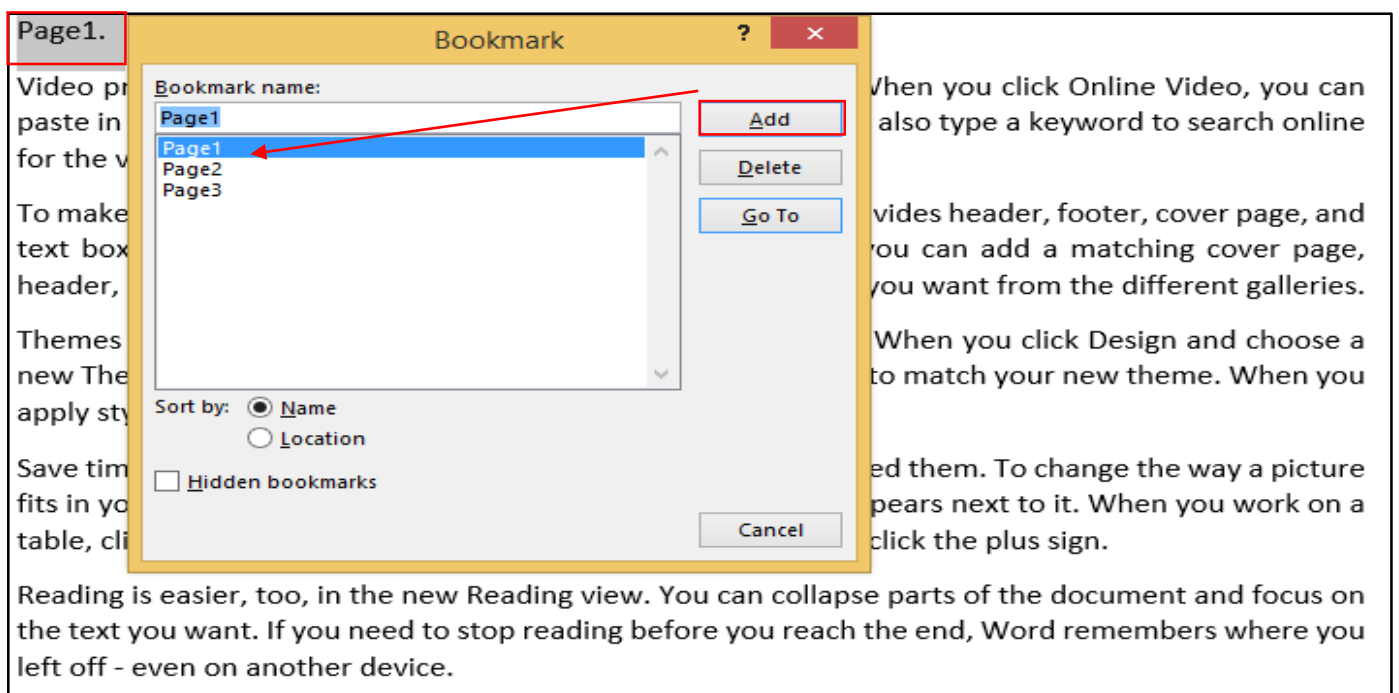 Page1.
Bookmark
?
Bookmark name:
Page1
Add
Page1
Page2
Page3
Delete
Go To
Sort by:
Name
Location
Hidden bookmarks
Cancel
Video pr
When you click Online Video, you can
paste in
also type a keyword to search online
for the v
To make
vides header, footer, cover page, and
text box
you can add a matching cover page,
header,
you want from the different galleries.
Themes
When you click Design and choose a
new The
to match your new theme. When you
apply sty
Save tim
ed them. To change the way a picture
fits in yo
pears next to it. When you work on a
table, cli
click the plus sign.
Reading is easier, too, in the new Reading view. You can collapse parts of the document and focus on
the text you want. If you need to stop reading before you reach the end, Word remembers where you
left off - even on another device.